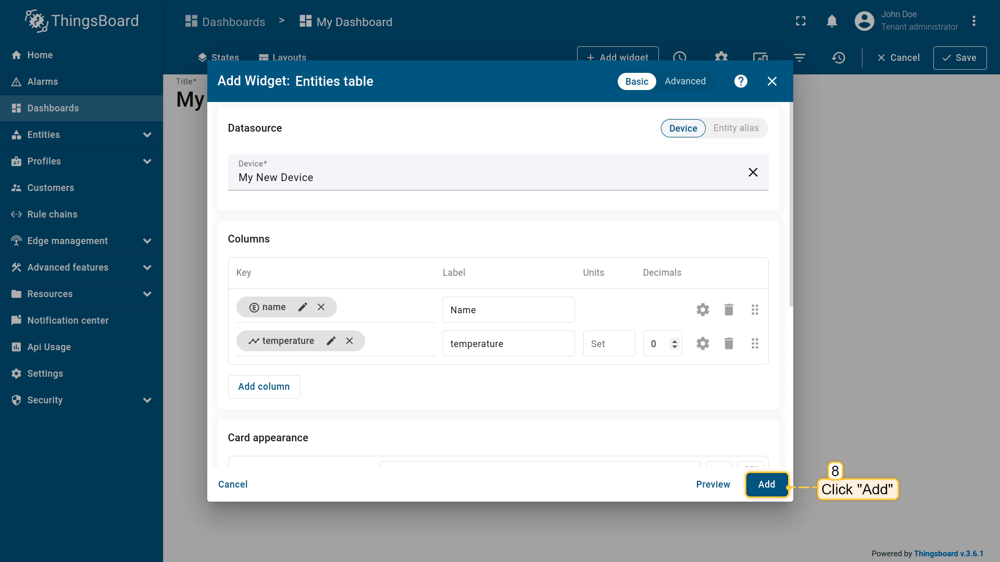 ThingsBoard
Dashboards > My Dashboard
John Doe
Tenant administrator
Home
Alarms
Dashboards
Entities
Profiles
Customers
Rule chains
Edge management
Advanced features
Resources
Notification center
Api Usage
Settings
Security
States
Layouts
+ Add widget
Cancel
Save
Title*
My
Add Widget: Entities table
Basic
Advanced
?
Datasource
Device
Entity alias
Device*
My New Device
Columns
Key
Label
Units
Decimals
E name
Name
temperature
temperature
Set
0
Add column
Card appearance
Cancel
Preview
Add
8
Click "Add"
Powered by Thingsboard v.3.6.1